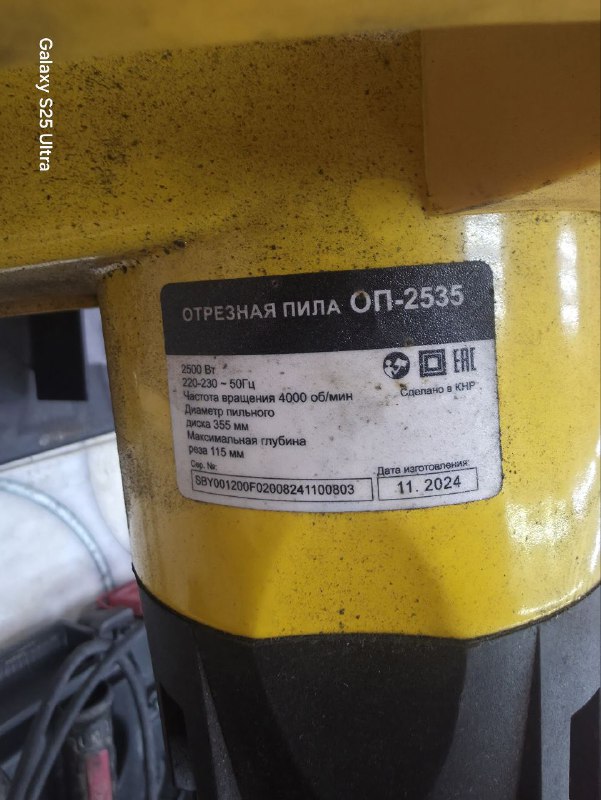 Galaxy S25 Ultra
ОТРЕЗНАЯ ПИЛА ОП-2535
2500 Вт
220-230 ~ 50Гц
Частота вращения 4000 об/мин
Диаметр пильного
диска 355 мм
Максимальная глубина
реза 115 мм
EAC
Сделано в КНР
Сер. №:
SBY001200F02008241100803
Дата изготовления:
11. 2024